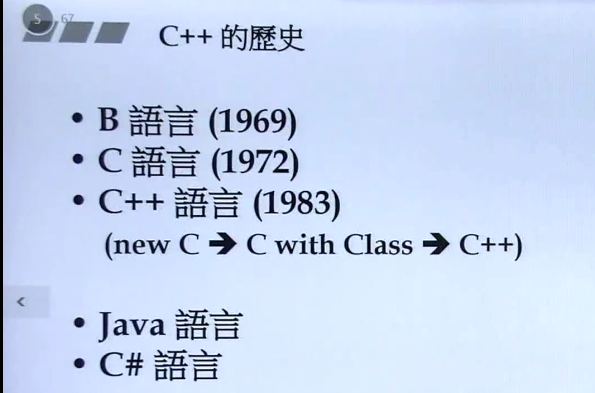 5 67
C++ 的歷史
• B 語言 (1969)
• C 語言 (1972)
• C++ 語言 (1983)
(new C ➔ C with Class ➔ C++)
• Java 語言
• C# 語言